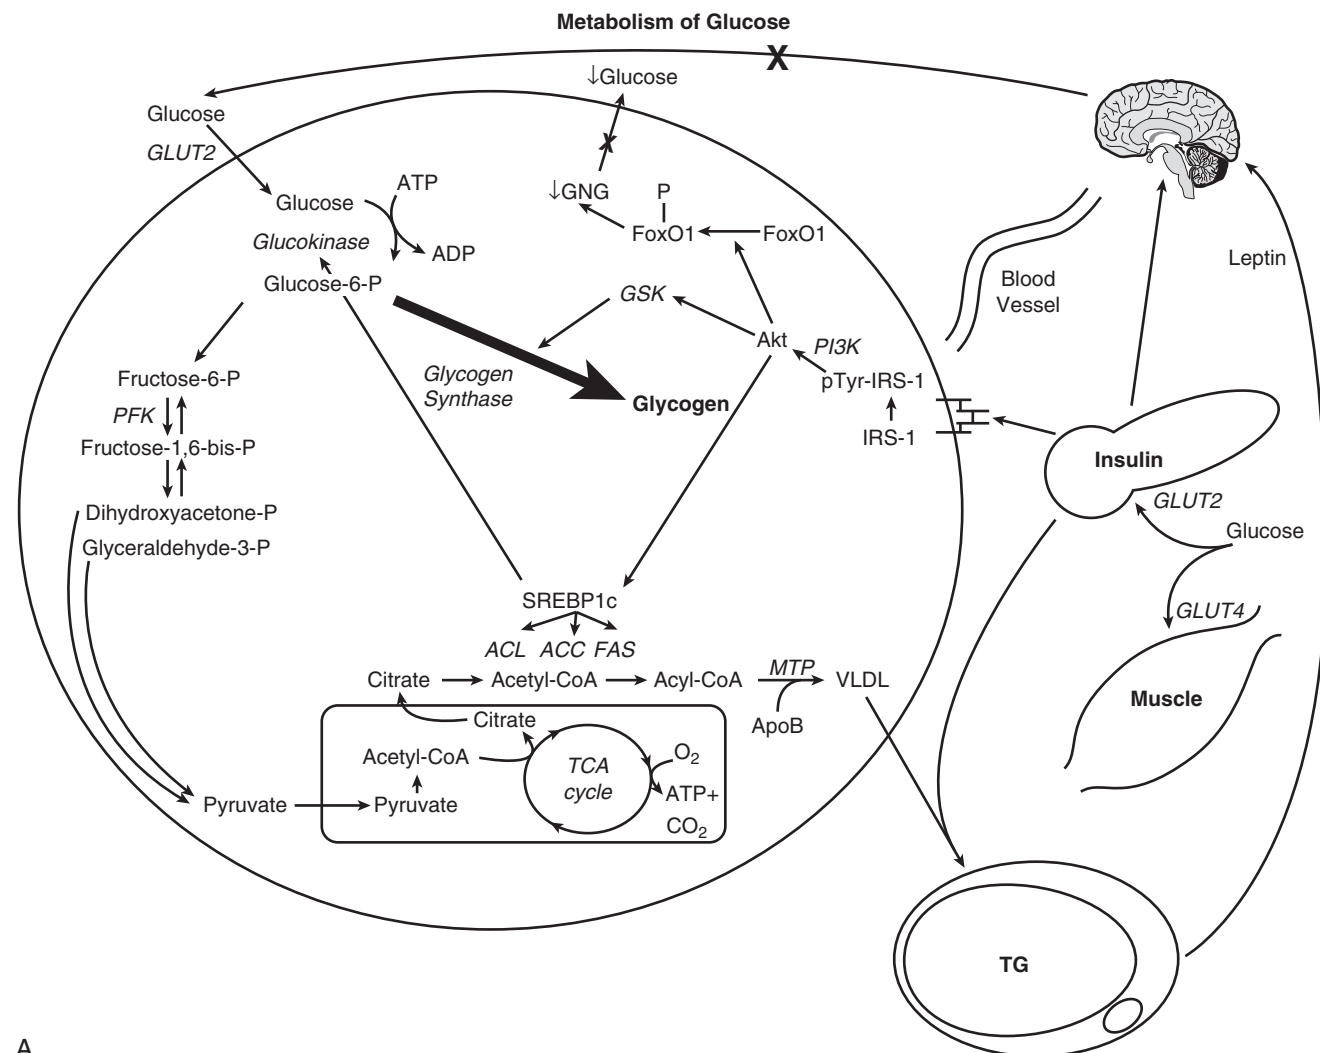 Metabolism of Glucose
X
↓Glucose
Glucose
GLUT2
X
ATP
↓GNG
P
Glucose
FoxO1
FoxO1
Glucokinase
ADP
Leptin
Glucose-6-P
GSK
Blood
Vessel
Akt
PI3K
Fructose-6-P
Glycogen
Synthase
pTyr-IRS-1
PFK
Glycogen
IRS-1
Fructose-1,6-bis-P
Insulin
GLUT2
Dihydroxyacetone-P
Glucose
Glyceraldehyde-3-P
SREBP1c
GLUT4
ACL ACC FAS
Citrate
Acetyl-CoA
Acyl-CoA
MTP
VLDL
Muscle
Citrate
ApoB
Acetyl-CoA
TCA
cycle
O2
Pyruvate
Pyruvate
ATP+
CO2
TG
A